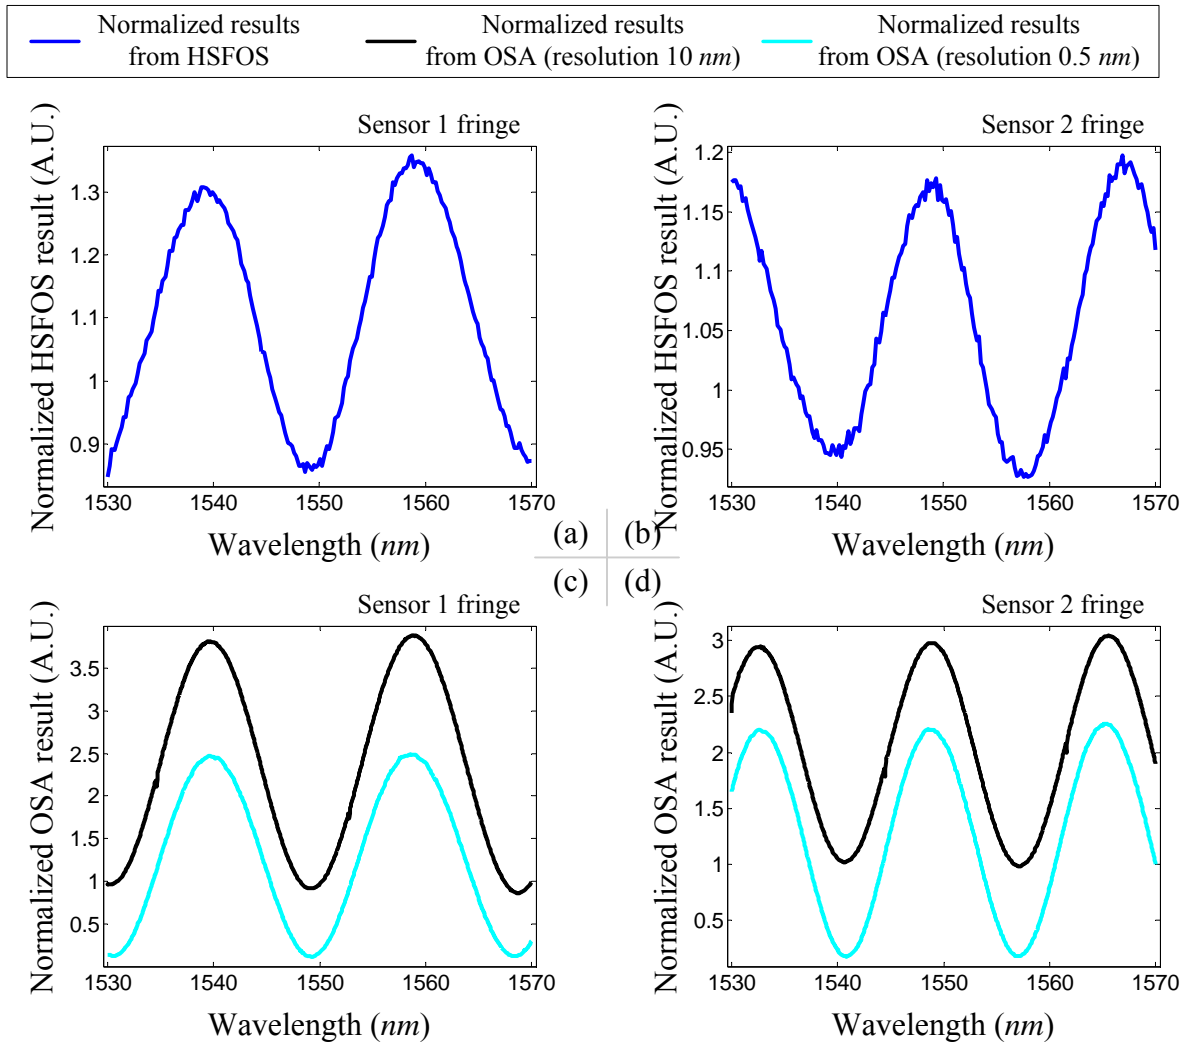 Normalized results
from HSFOS
Normalized results
from OSA (resolution 10 nm)
Normalized results
from OSA (resolution 0.5 nm)
Sensor 1 fringe
Normalized HSFOS result (A.U.)
1.3
1.2
1.1
1
0.9
1530
1540
1550
1560
1570
Wavelength (nm)
(a)
Sensor 2 fringe
Normalized HSFOS result (A.U.)
1.2
1.15
1.1
1.05
1
0.95
1530
1540
1550
1560
1570
Wavelength (nm)
(b)
Sensor 1 fringe
Normalized OSA result (A.U.)
3.5
3
2.5
2
1.5
1
0.5
1530
1540
1550
1560
1570
Wavelength (nm)
(c)
Sensor 2 fringe
Normalized OSA result (A.U.)
3
2.5
2
1.5
1
0.5
1530
1540
1550
1560
1570
Wavelength (nm)
(d)